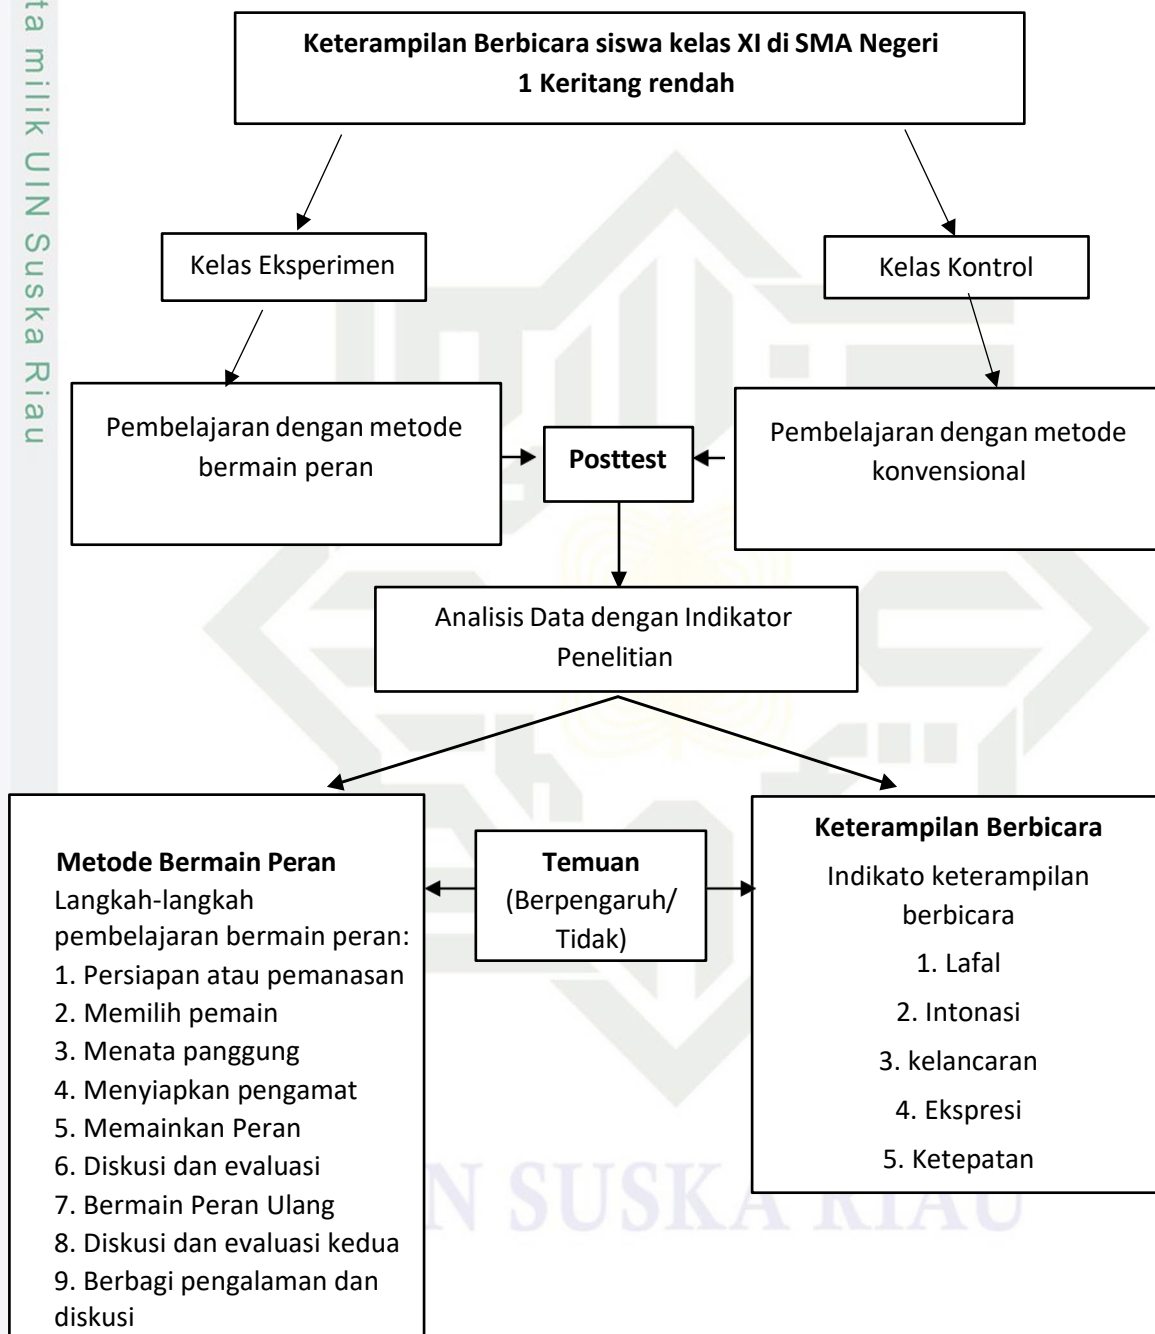 ta milik UIN Suska Riau
Keterampilan Berbicara siswa kelas XI di SMA Negeri
1 Keritang rendah
Kelas Eksperimen
Kelas Kontrol
Pembelajaran dengan metode
bermain peran
Posttest
Pembelajaran dengan metode
konvensional
Analisis Data dengan Indikator
Penelitian
Metode Bermain Peran
Langkah-langkah
pembelajaran bermain peran:
1. Persiapan atau pemanasan
2. Memilih pemain
3. Menata panggung
4. Menyiapkan pengamat
5. Memainkan Peran
6. Diskusi dan evaluasi
7. Bermain Peran Ulang
8. Diskusi dan evaluasi kedua
9. Berbagi pengalaman dan
diskusi
Temuan
(Berpengaruh/
Tidak)
Keterampilan Berbicara
Indikato keterampilan
berbicara
1. Lafal
2. Intonasi
3. kelancaran
4. Ekspresi
5. Ketepatan
N SUSKA RIAU